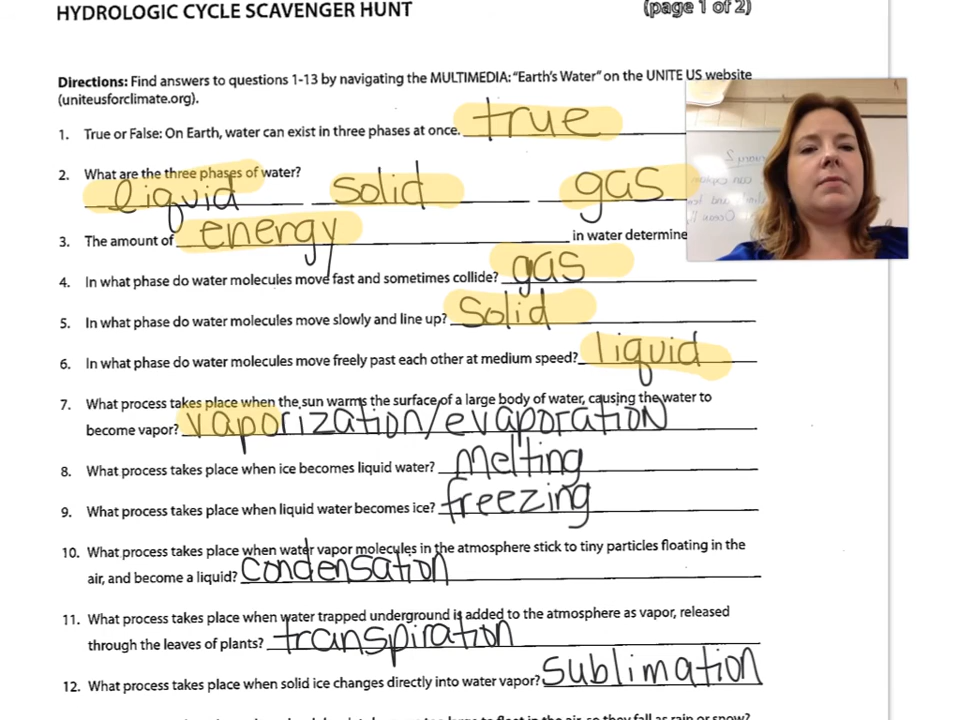 HYDROLOGIC CYCLE SCAVENGER HUNT (page 1 of 2)
Directions: Find answers to questions 1-13 by navigating the MULTIMEDIA: "Earth's Water" on the UNITE US website
(uniteusforclimate.org).
1. True or False: On Earth, water can exist in three phases at once. true
2. What are the three phases of water?
liquid solid gas
3. The amount of energy in water determine
4. In what phase do water molecules move fast and sometimes collide? gas
5. In what phase do water molecules move slowly and line up? Solid
6. In what phase do water molecules move freely past each other at medium speed? liquid
7. What process takes place when the sun warms the surface of a large body of water, causing the water to
become vapor? vaporization/evaporation
8. What process takes place when ice becomes liquid water? melting
9. What process takes place when liquid water becomes ice? freezing
10. What process takes place when water vapor molecules in the atmosphere stick to tiny particles floating in the
air, and become a liquid? condensation
11. What process takes place when water trapped underground is added to the atmosphere as vapor, released
through the leaves of plants? transpiration
12. What process takes place when solid ice changes directly into water vapor? sublimation